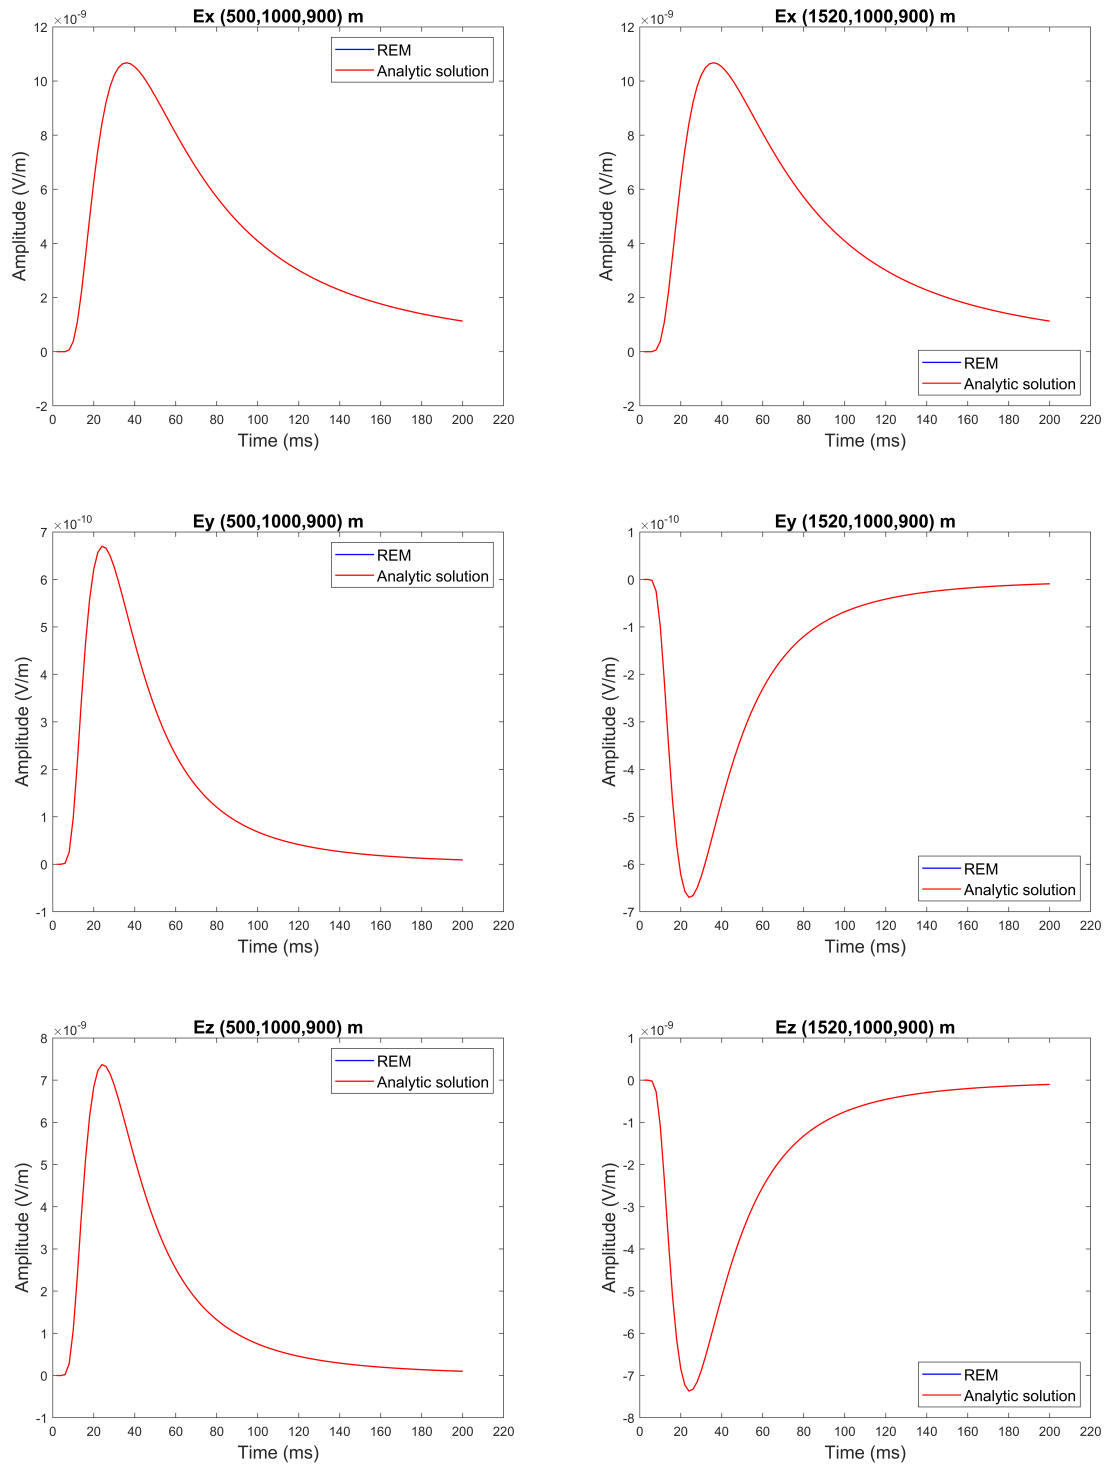 Ex (500,1000,900) m
×10-9
12
10
8
6
4
2
0
-2
Amplitude (V/m)
REM
Analytic solution
0 20 40 60 80 100 120 140 160 180 200 220
Time (ms)
Ex (1520,1000,900) m
×10-9
12
10
8
6
4
2
0
-2
Amplitude (V/m)
REM
Analytic solution
0 20 40 60 80 100 120 140 160 180 200 220
Time (ms)
Ey (500,1000,900) m
×10-10
7
6
5
4
3
2
1
0
-1
Amplitude (V/m)
REM
Analytic solution
0 20 40 60 80 100 120 140 160 180 200 220
Time (ms)
Ey (1520,1000,900) m
×10-10
1
0
-1
-2
-3
-4
-5
-6
-7
Amplitude (V/m)
REM
Analytic solution
0 20 40 60 80 100 120 140 160 180 200 220
Time (ms)
Ez (500,1000,900) m
×10-9
8
7
6
5
4
3
2
1
0
-1
Amplitude (V/m)
REM
Analytic solution
0 20 40 60 80 100 120 140 160 180 200 220
Time (ms)
Ez (1520,1000,900) m
×10-9
1
0
-1
-2
-3
-4
-5
-6
-7
-8
Amplitude (V/m)
REM
Analytic solution
0 20 40 60 80 100 120 140 160 180 200 220
Time (ms)